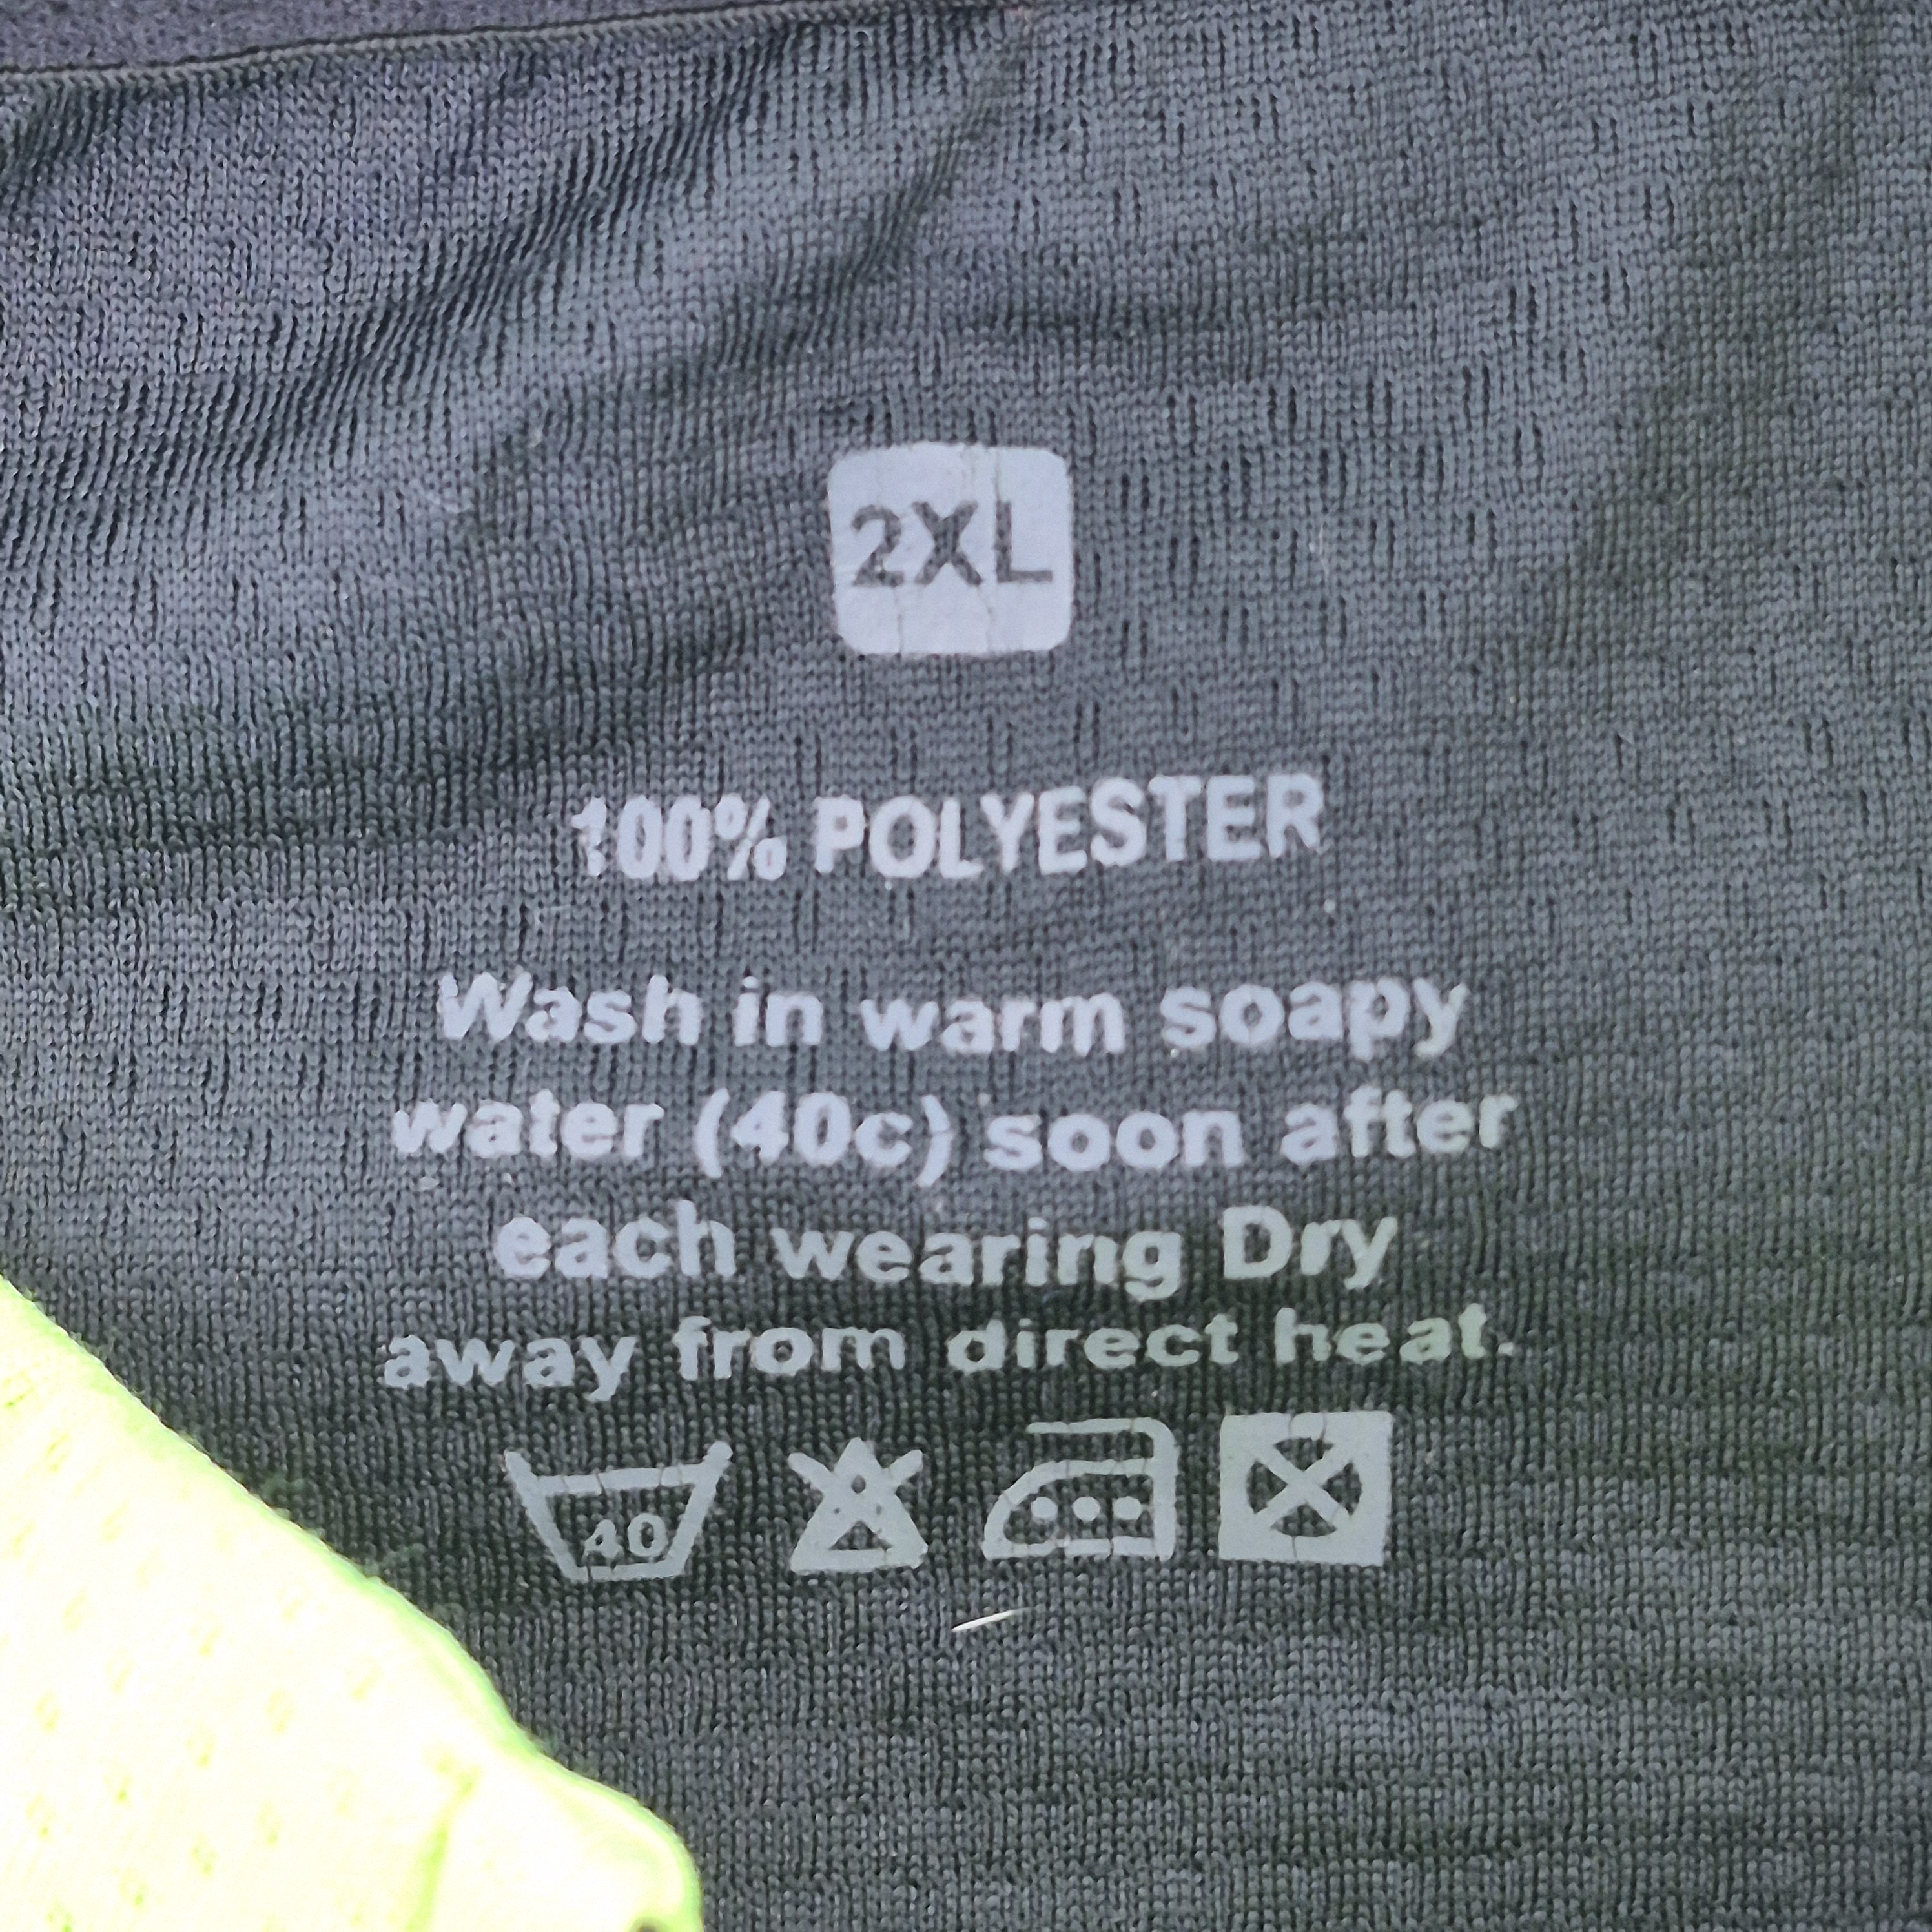 2XL
100% POLYESTER
Wash in warm soapy
water (40c) soon after
each wearing Dry
away from direct heat.
40